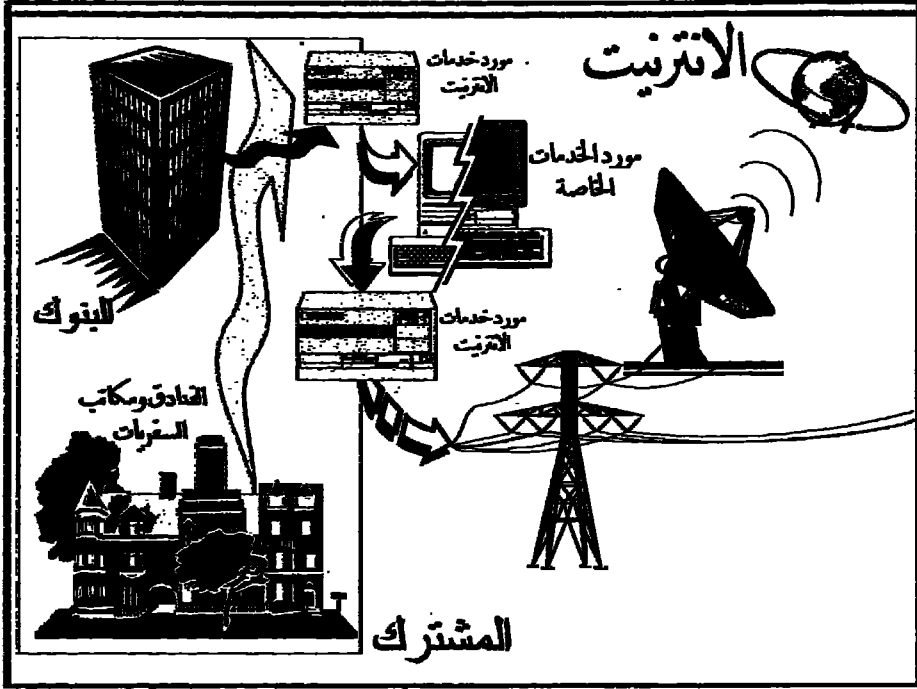 الانترنيت
مورد خدمات
الانترنيت
مورد الخدمات
الخاصة
البنوك
مورد خدمات
الانترنيت
الفنادق ومكاتب
السفريات
المشترك